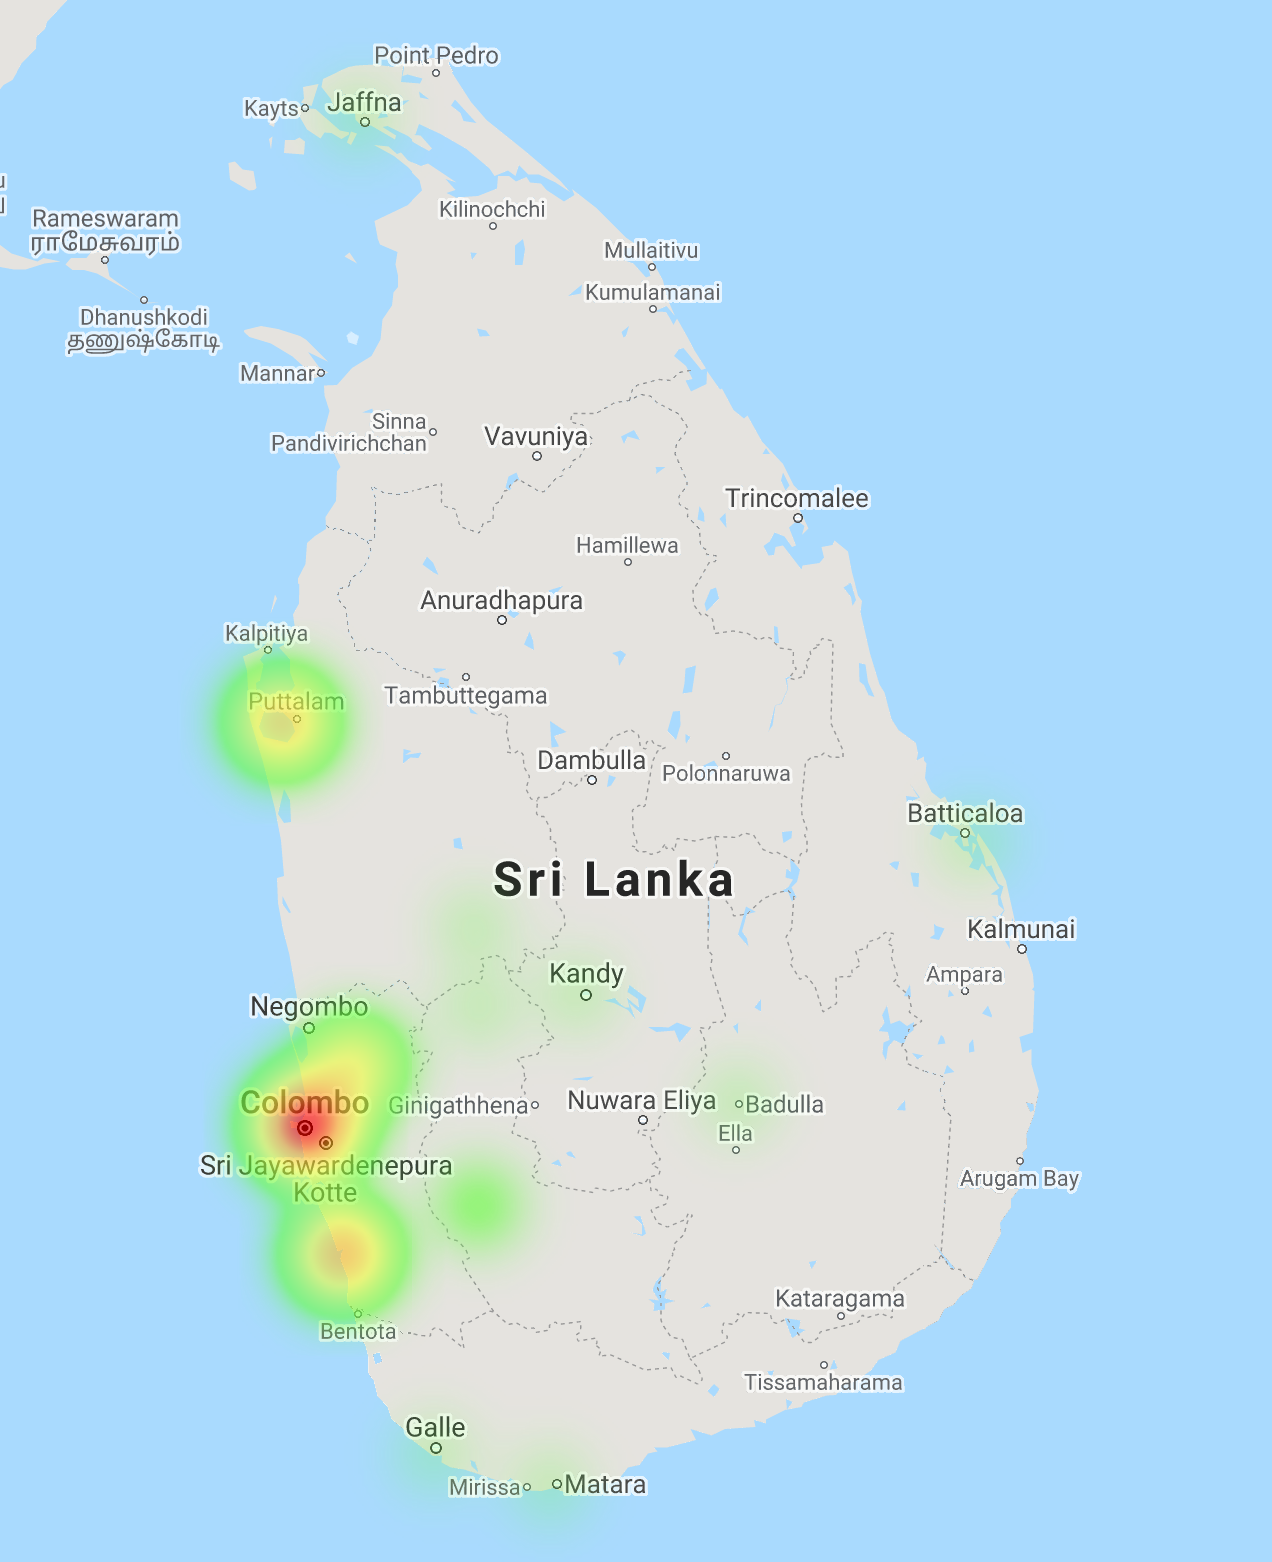 Point Pedro
Kayts
Jaffna
Rameswaram
ராமேசுவரம்
Kilinochchi
Mullaitivu
Kumulamanai
Dhanushkodi
தணுஷ்கோடி
Mannar
Sinna
Pandivirichchan
Vavuniya
Trincomalee
Hamillewa
Anuradhapura
Kalpitiya
Puttalam
Tambuttegama
Dambulla
Polonnaruwa
Batticaloa
Sri Lanka
Kalmunai
Kandy
Ampara
Negombo
Colombo
Ginigathhena
Nuwara Eliya
Badulla
Ella
Sri Jayawardenepura
Kotte
Arugam Bay
Kataragama
Bentota
Tissamaharama
Galle
Mirissa
Matara